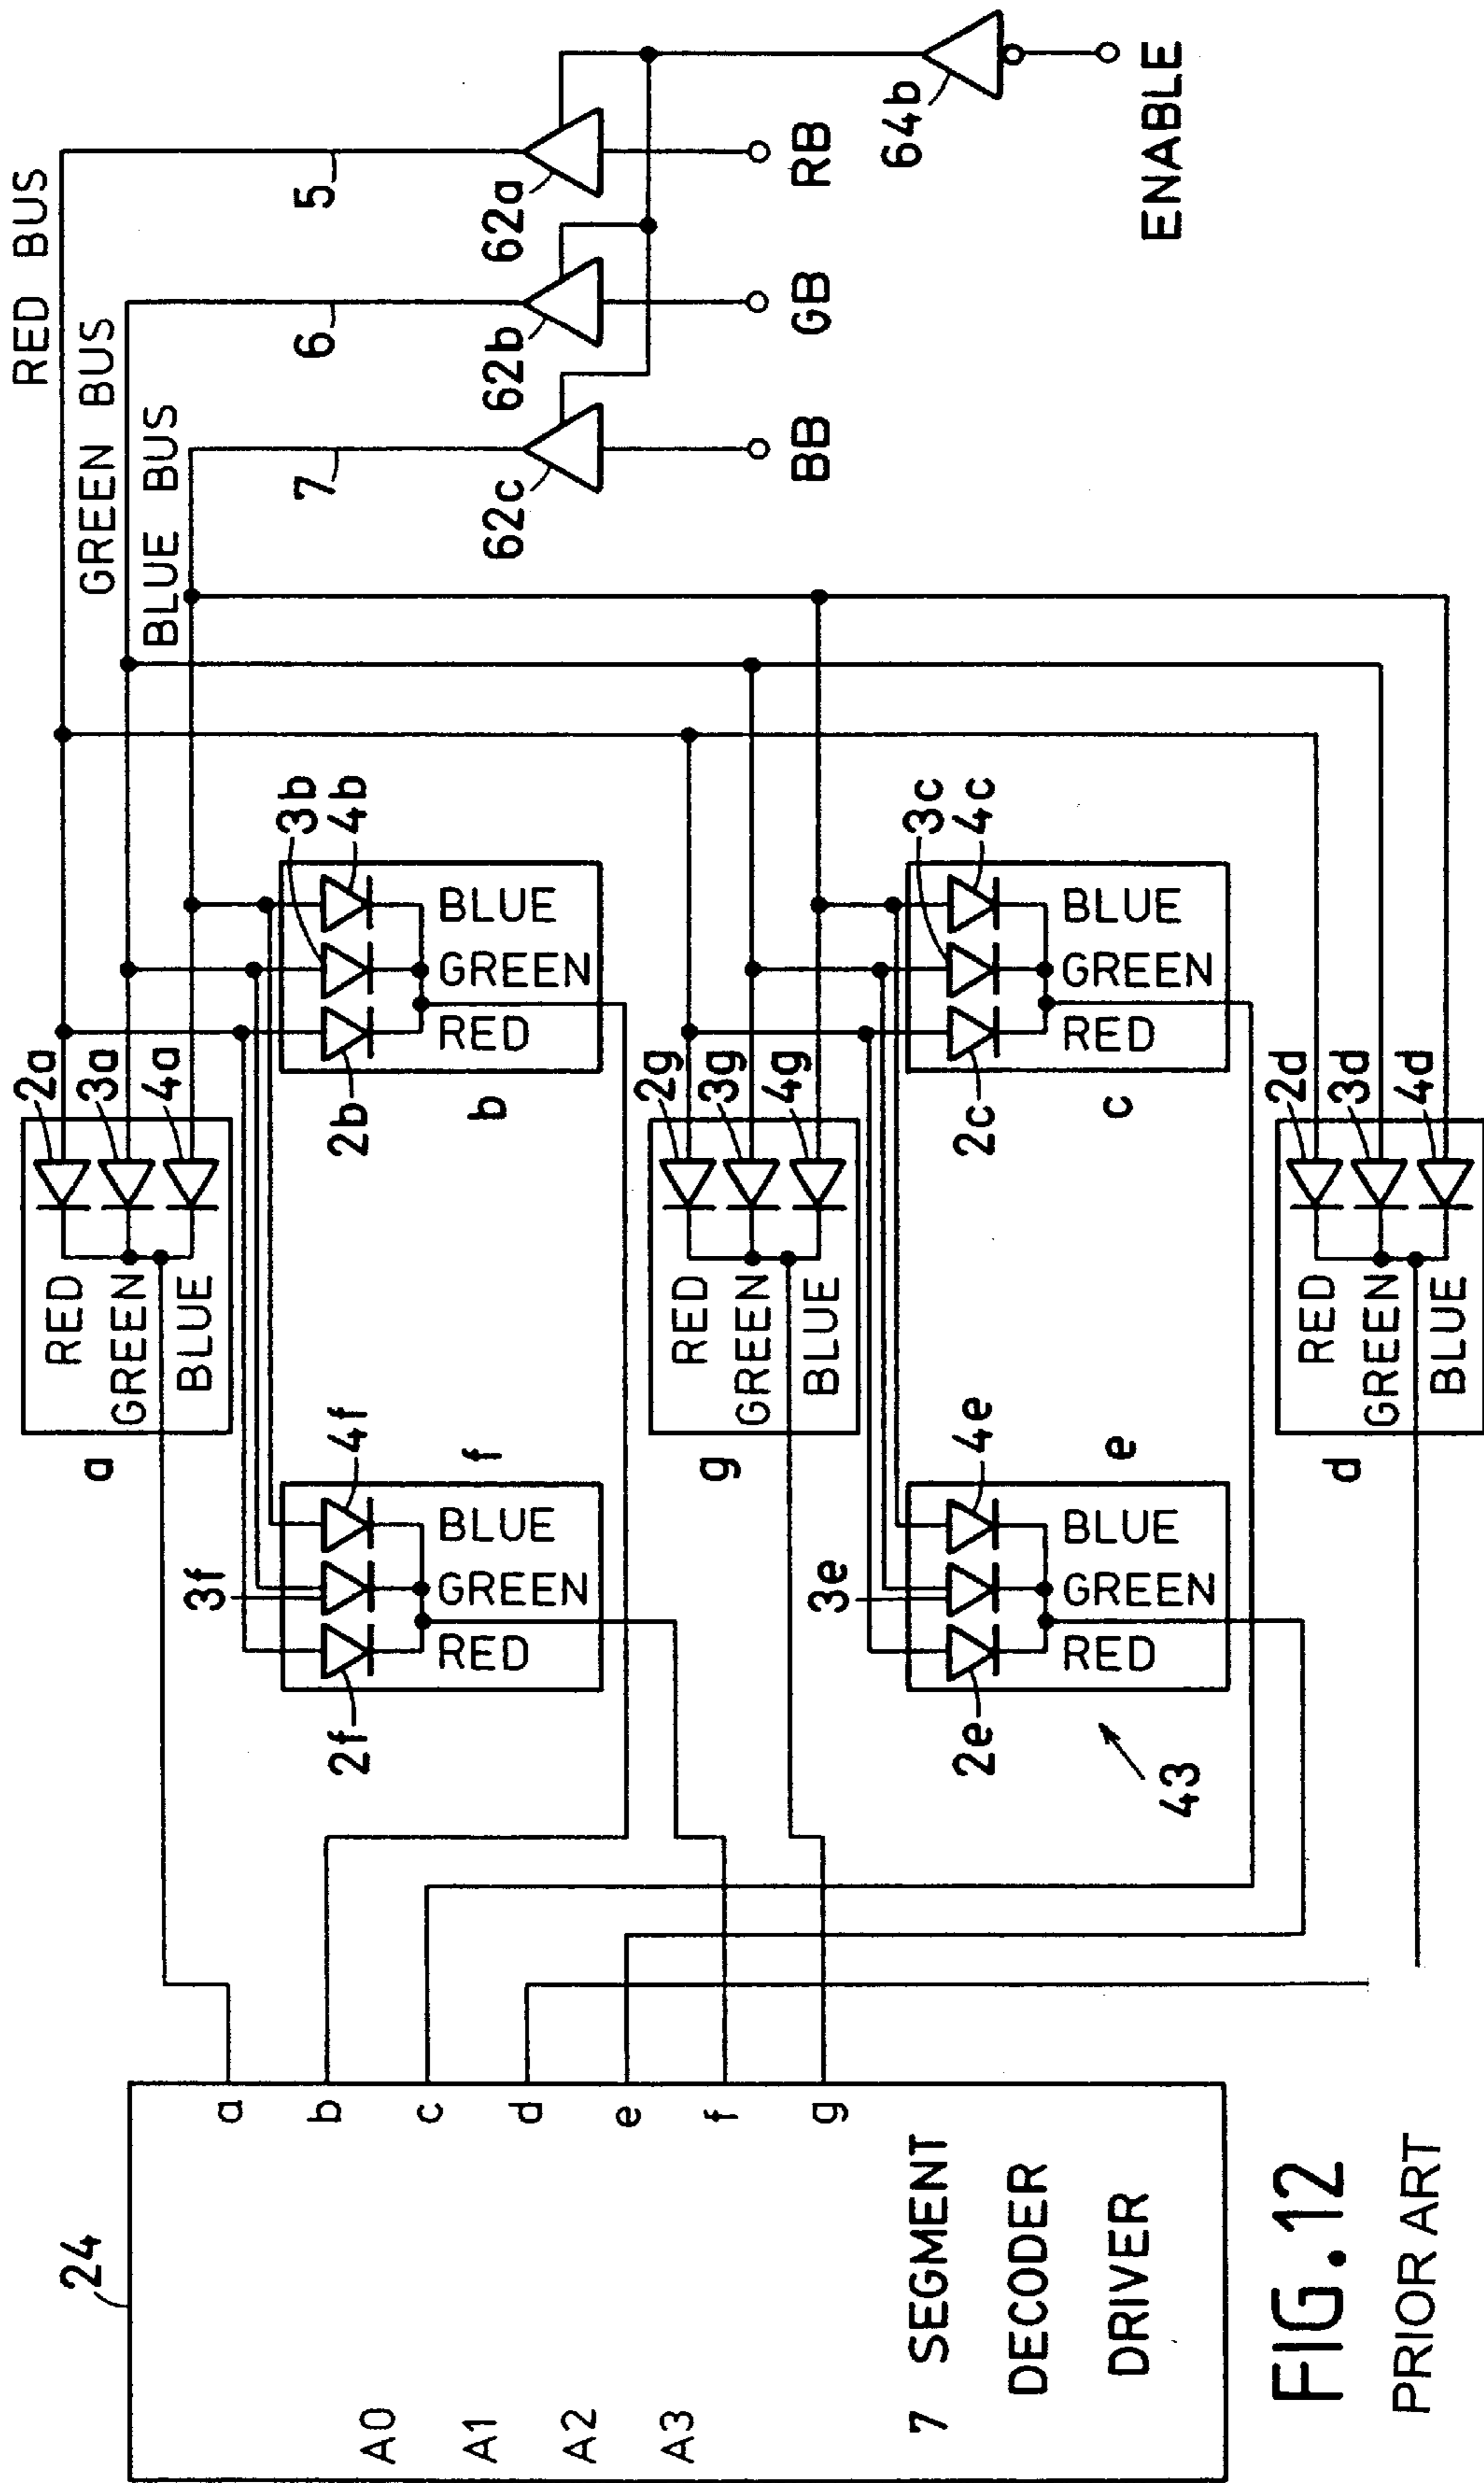 RED BUS
GREEN BUS
BLUE BUS
24
A0
A1
A2
A3
7 SEGMENT
DECODER
DRIVER
a
b
c
d
e
f
g
a
RED
GREEN
BLUE
2a
3a
4a
f
2f
3f
4f
RED GREEN BLUE
b
2b
3b
4b
RED GREEN BLUE
g
RED
GREEN
BLUE
2g
3g
4g
e
2e
3e
4e
RED GREEN BLUE
c
2c
3c
4c
RED GREEN BLUE
d
RED
GREEN
BLUE
2d
3d
4d
43
7
6
5
62c
62b
62a
BB
GB
RB
64b
ENABLE
FIG.12
PRIOR ART